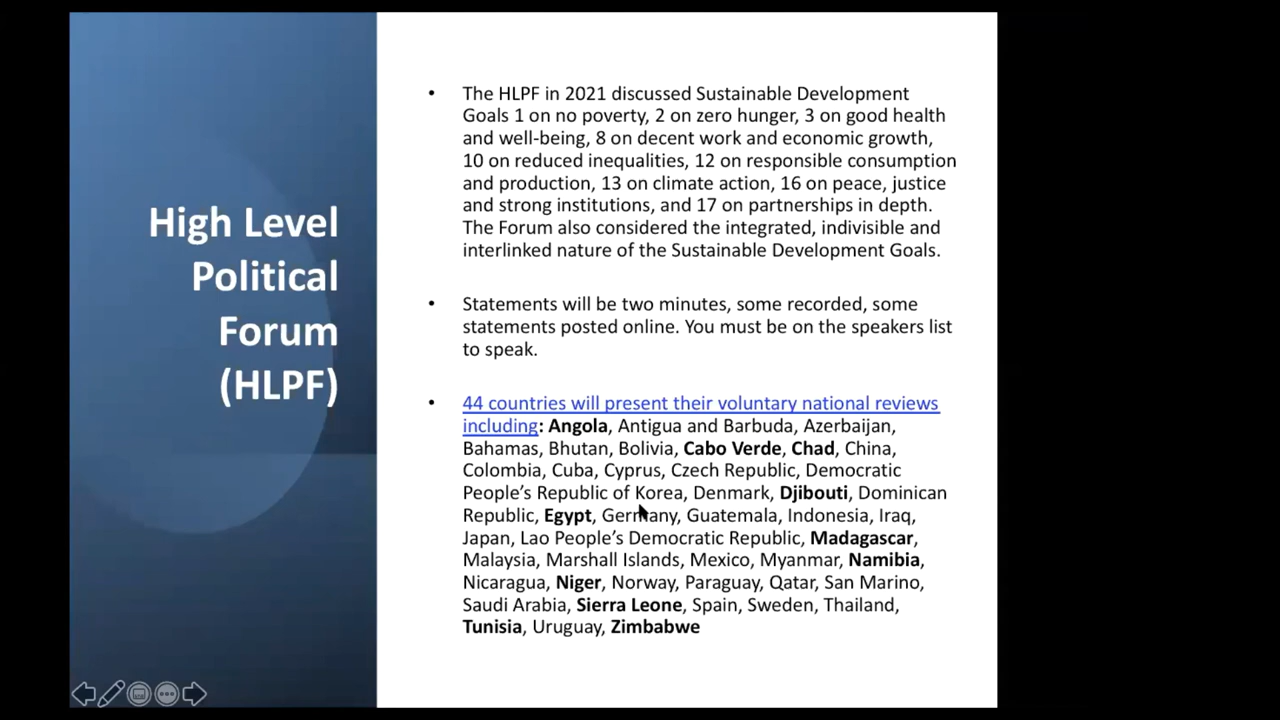 High Level
Political
Forum
(HLPF)
• The HLPF in 2021 discussed Sustainable Development
Goals 1 on no poverty, 2 on zero hunger, 3 on good health
and well-being, 8 on decent work and economic growth,
10 on reduced inequalities, 12 on responsible consumption
and production, 13 on climate action, 16 on peace, justice
and strong institutions, and 17 on partnerships in depth.
The Forum also considered the integrated, indivisible and
interlinked nature of the Sustainable Development Goals.
• Statements will be two minutes, some recorded, some
statements posted online. You must be on the speakers list
to speak.
• 44 countries will present their voluntary national reviews
including: Angola, Antigua and Barbuda, Azerbaijan,
Bahamas, Bhutan, Bolivia, Cabo Verde, Chad, China,
Colombia, Cuba, Cyprus, Czech Republic, Democratic
People’s Republic of Korea, Denmark, Djibouti, Dominican
Republic, Egypt, Germany, Guatemala, Indonesia, Iraq,
Japan, Lao People’s Democratic Republic, Madagascar,
Malaysia, Marshall Islands, Mexico, Myanmar, Namibia,
Nicaragua, Niger, Norway, Paraguay, Qatar, San Marino,
Saudi Arabia, Sierra Leone, Spain, Sweden, Thailand,
Tunisia, Uruguay, Zimbabwe